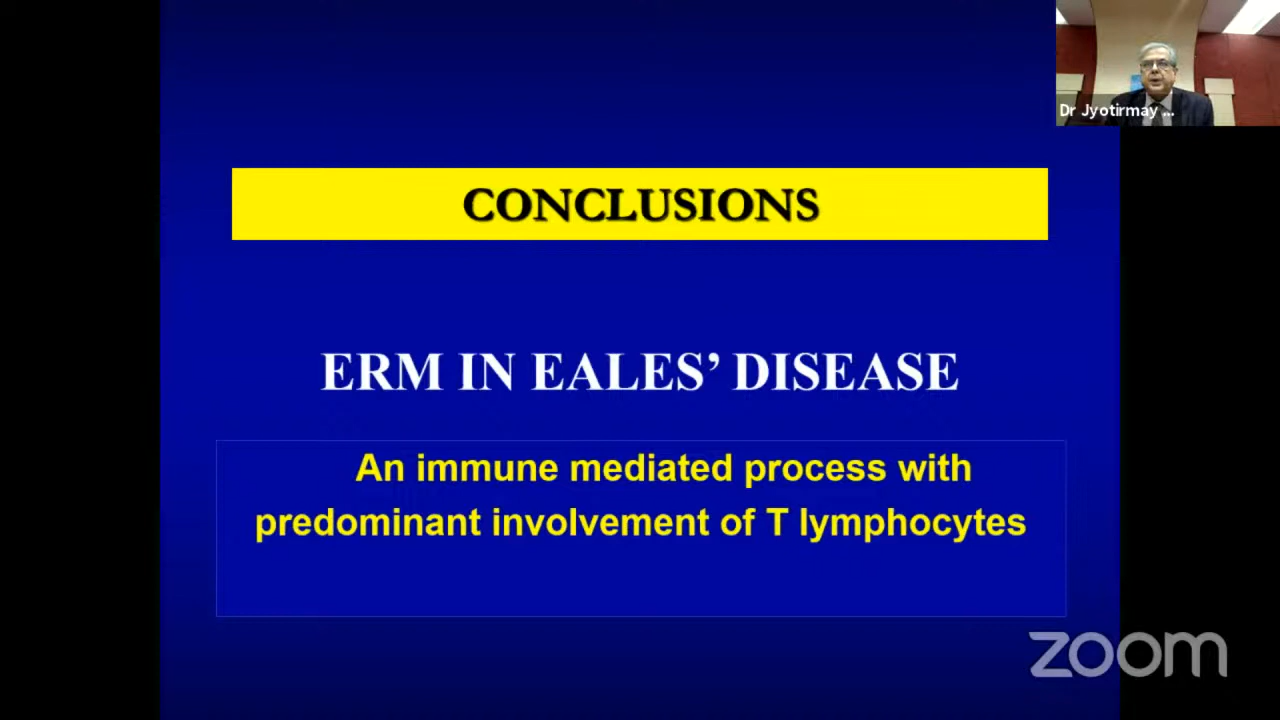 Dr Jyotirmay ...
CONCLUSIONS
ERM IN EALES’ DISEASE
An immune mediated process with
predominant involvement of T lymphocytes
zoom